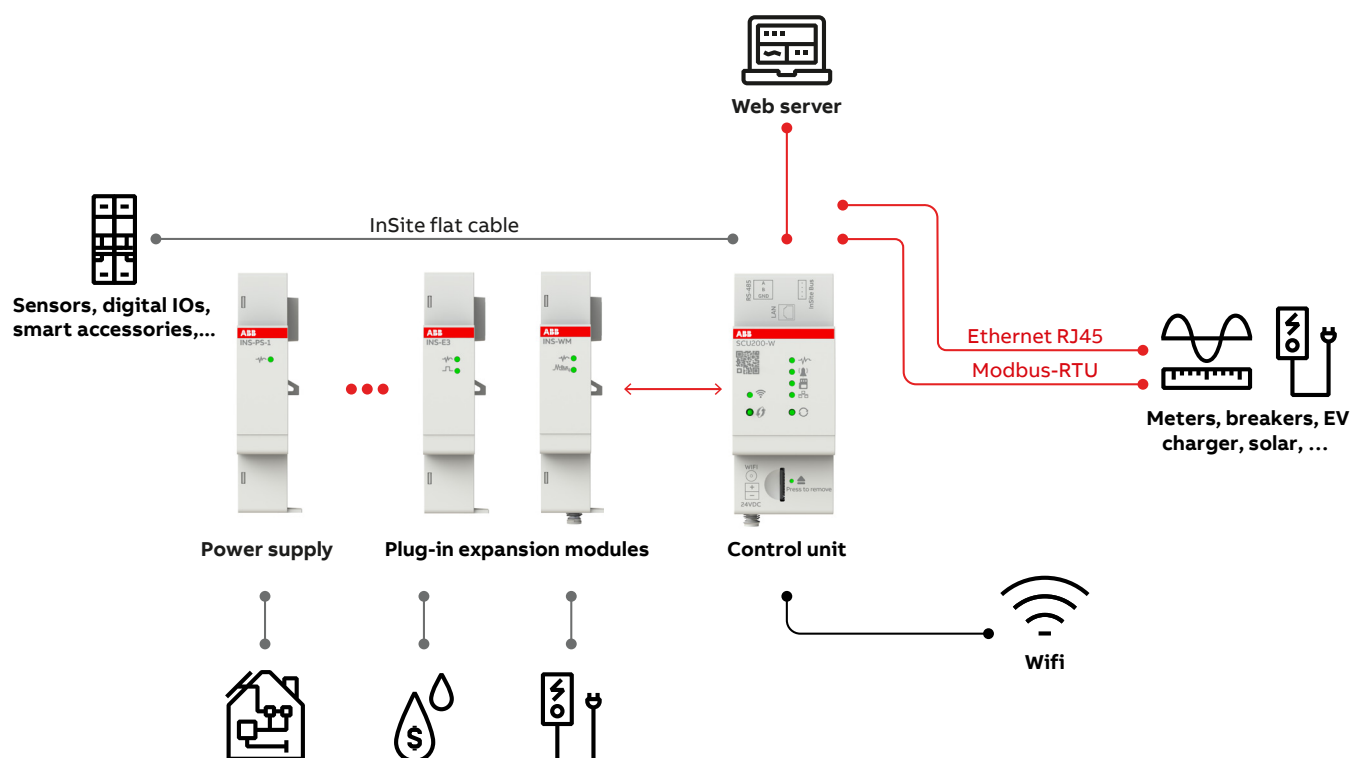 Web server
InSite flat cable
Sensors, digital IOs,
smart accessories,...
ABB
INS-PS-1
ABB
INS-E3
ABB
INS-WM
RS-485
A
B
GND
LAN
InSite Bus
ABB
SCU200-W
WIFI
+
−
24VDC
Press to remove
Ethernet RJ45
Modbus-RTU
Meters, breakers, EV
charger, solar, ...
Power supply
Plug-in expansion modules
Control unit
Wifi
$